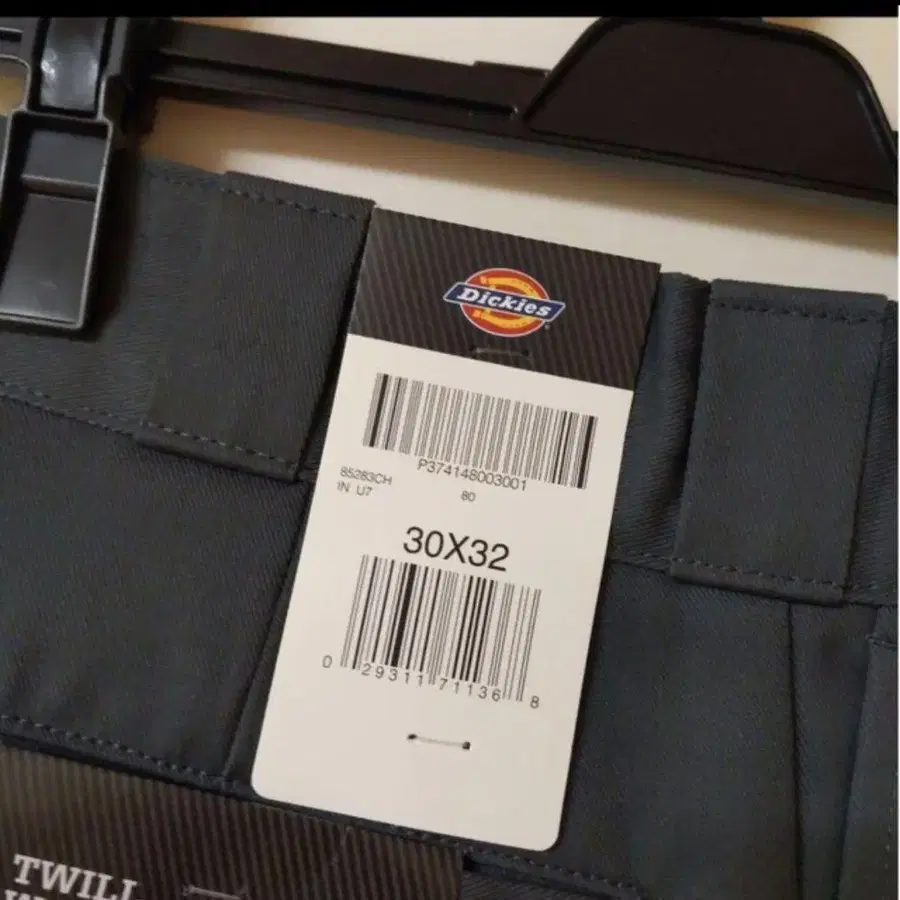 Dickies
P374148003001
85283CH
IN U7
80
30X32
0 29311 71136 8
TWILL